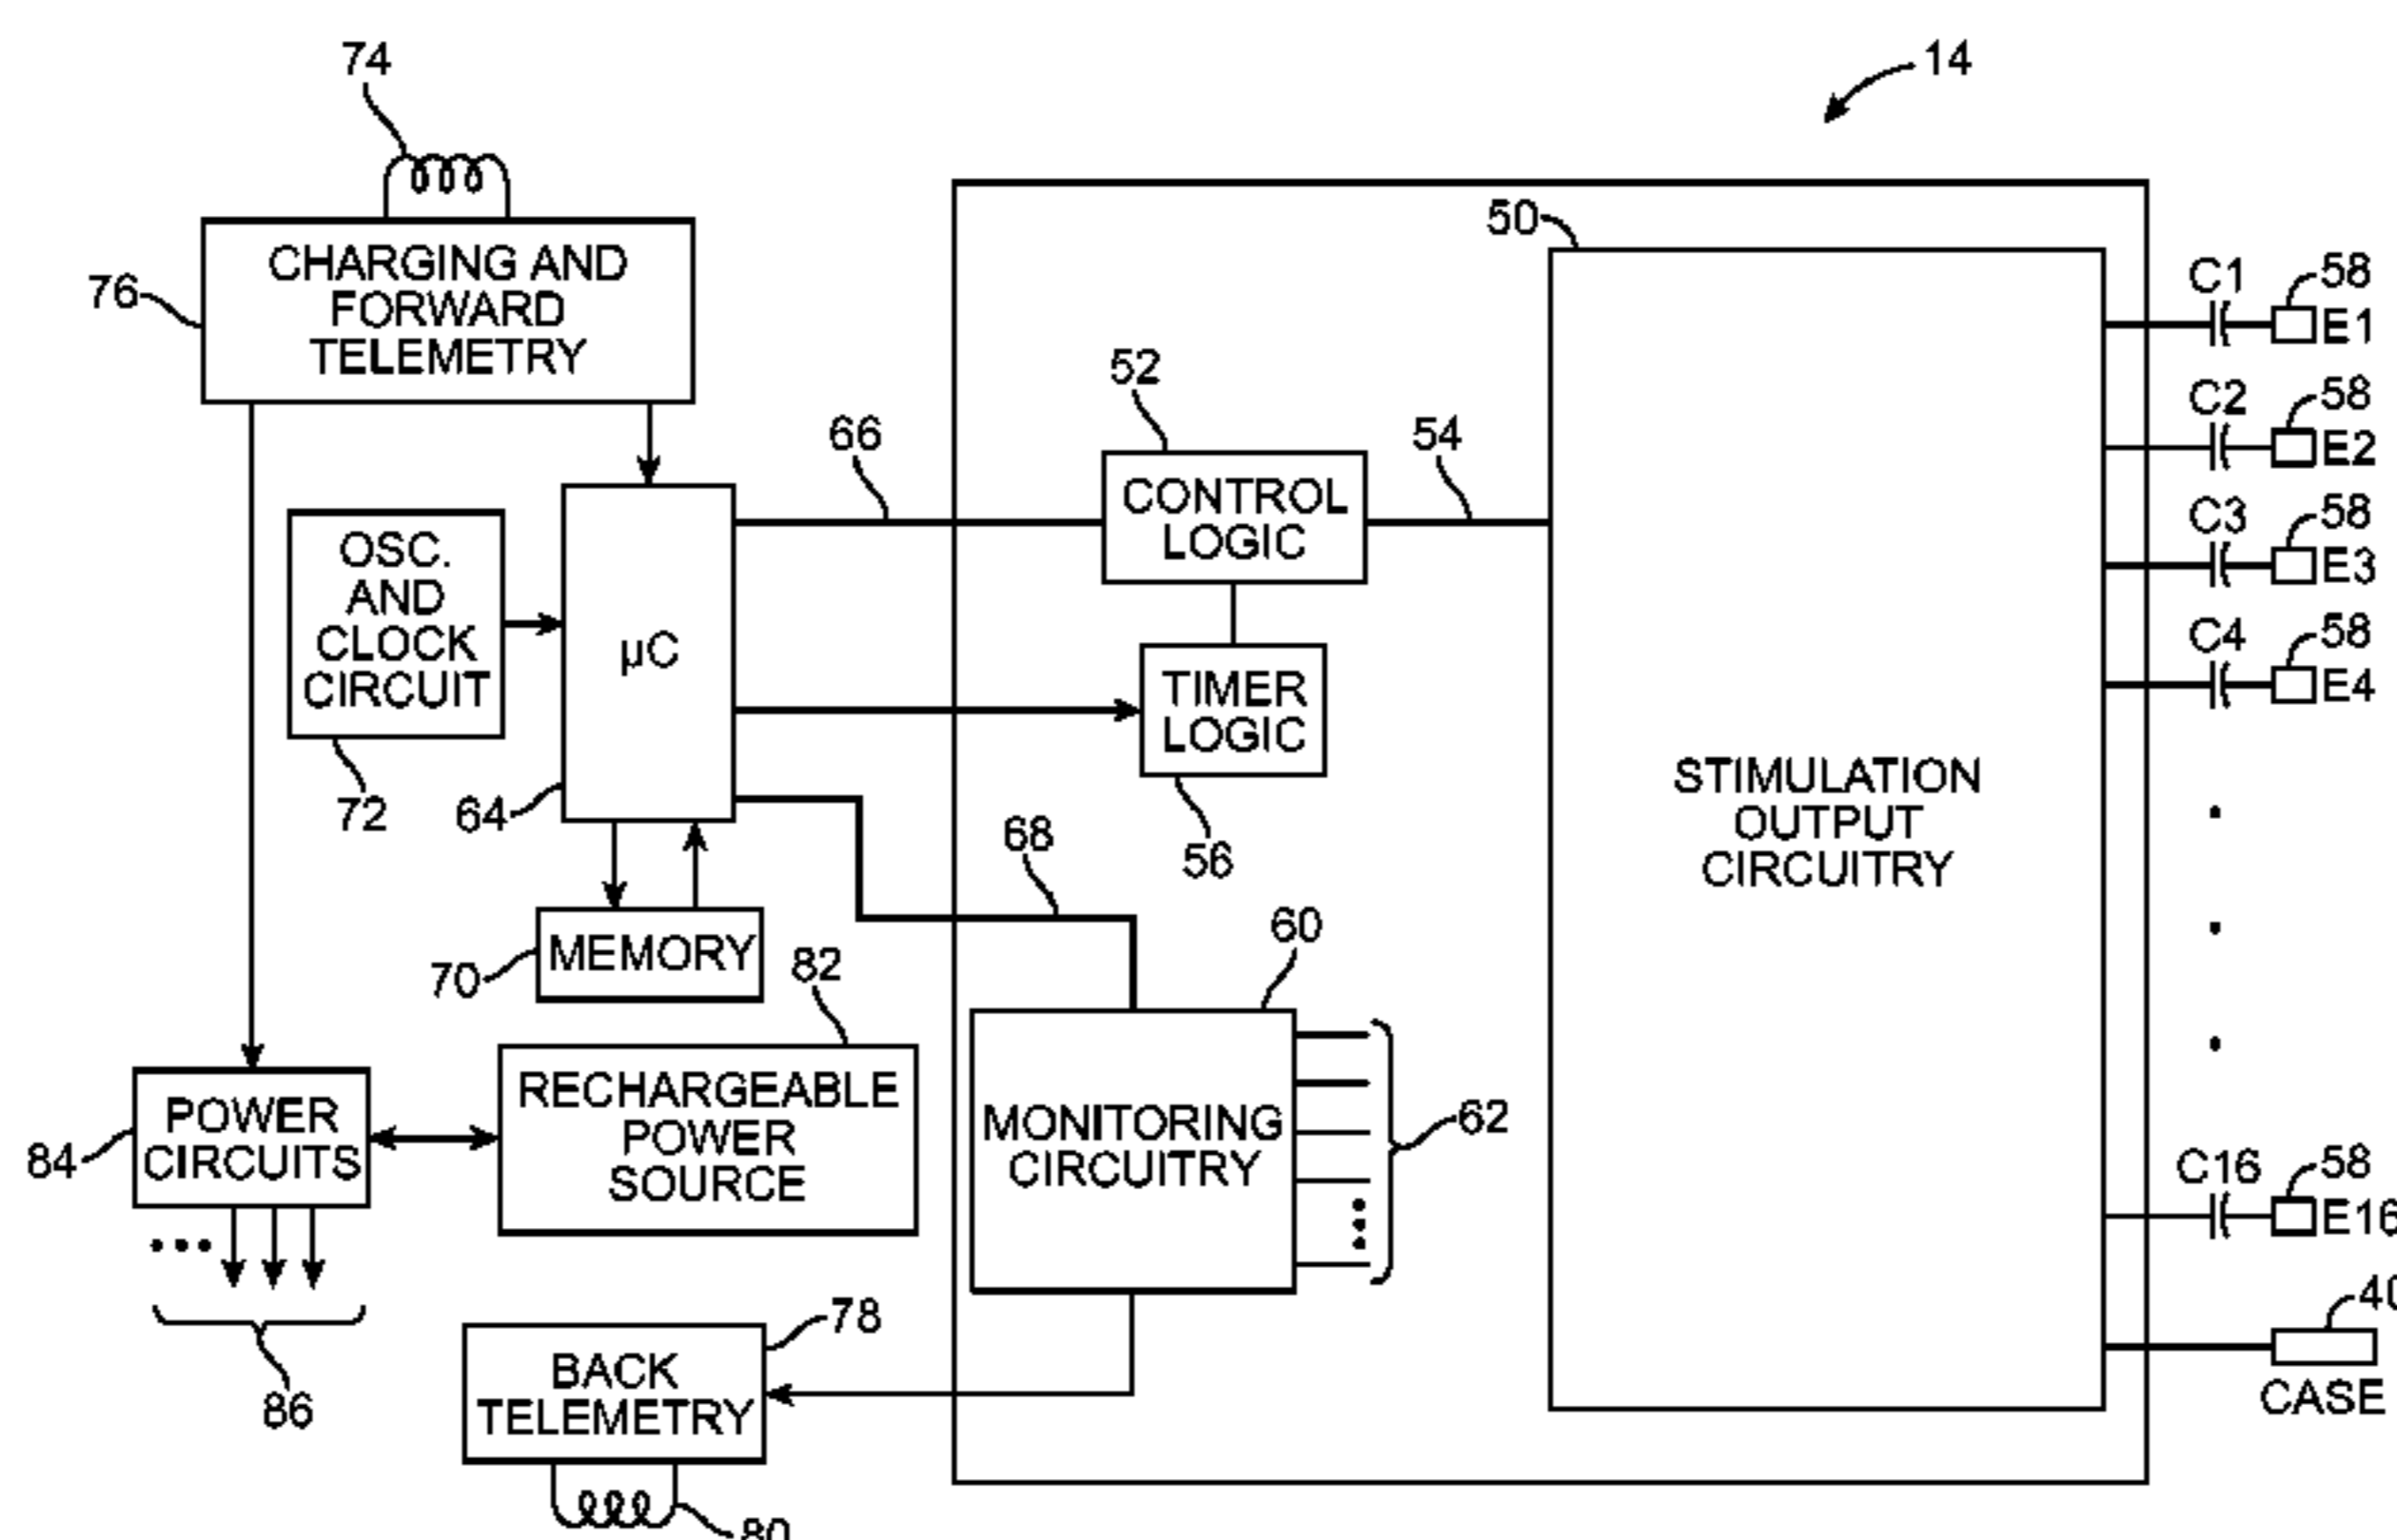 74
14
CHARGING AND
FORWARD
TELEMETRY
76
50
C1
58
E1
C2
58
E2
C3
58
E3
C4
58
E4
52
CONTROL
LOGIC
54
66
OSC.
AND
CLOCK
CIRCUIT
72
µC
64
TIMER
LOGIC
56
STIMULATION
OUTPUT
CIRCUITRY
68
MEMORY
70
82
60
RECHARGEABLE
POWER
SOURCE
POWER
CIRCUITS
84
MONITORING
CIRCUITRY
62
C16
58
E16
86
78
BACK
TELEMETRY
80
40
CASE